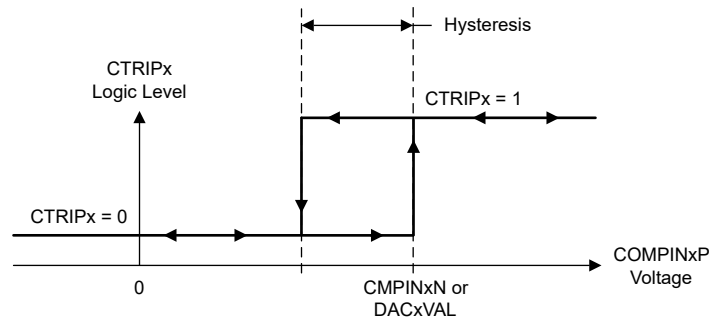 Hysteresis
CTRIPx
Logic Level
CTRIPx = 1
CTRIPx = 0
COMPINxP
Voltage
0
CMPINxN or
DACxVAL